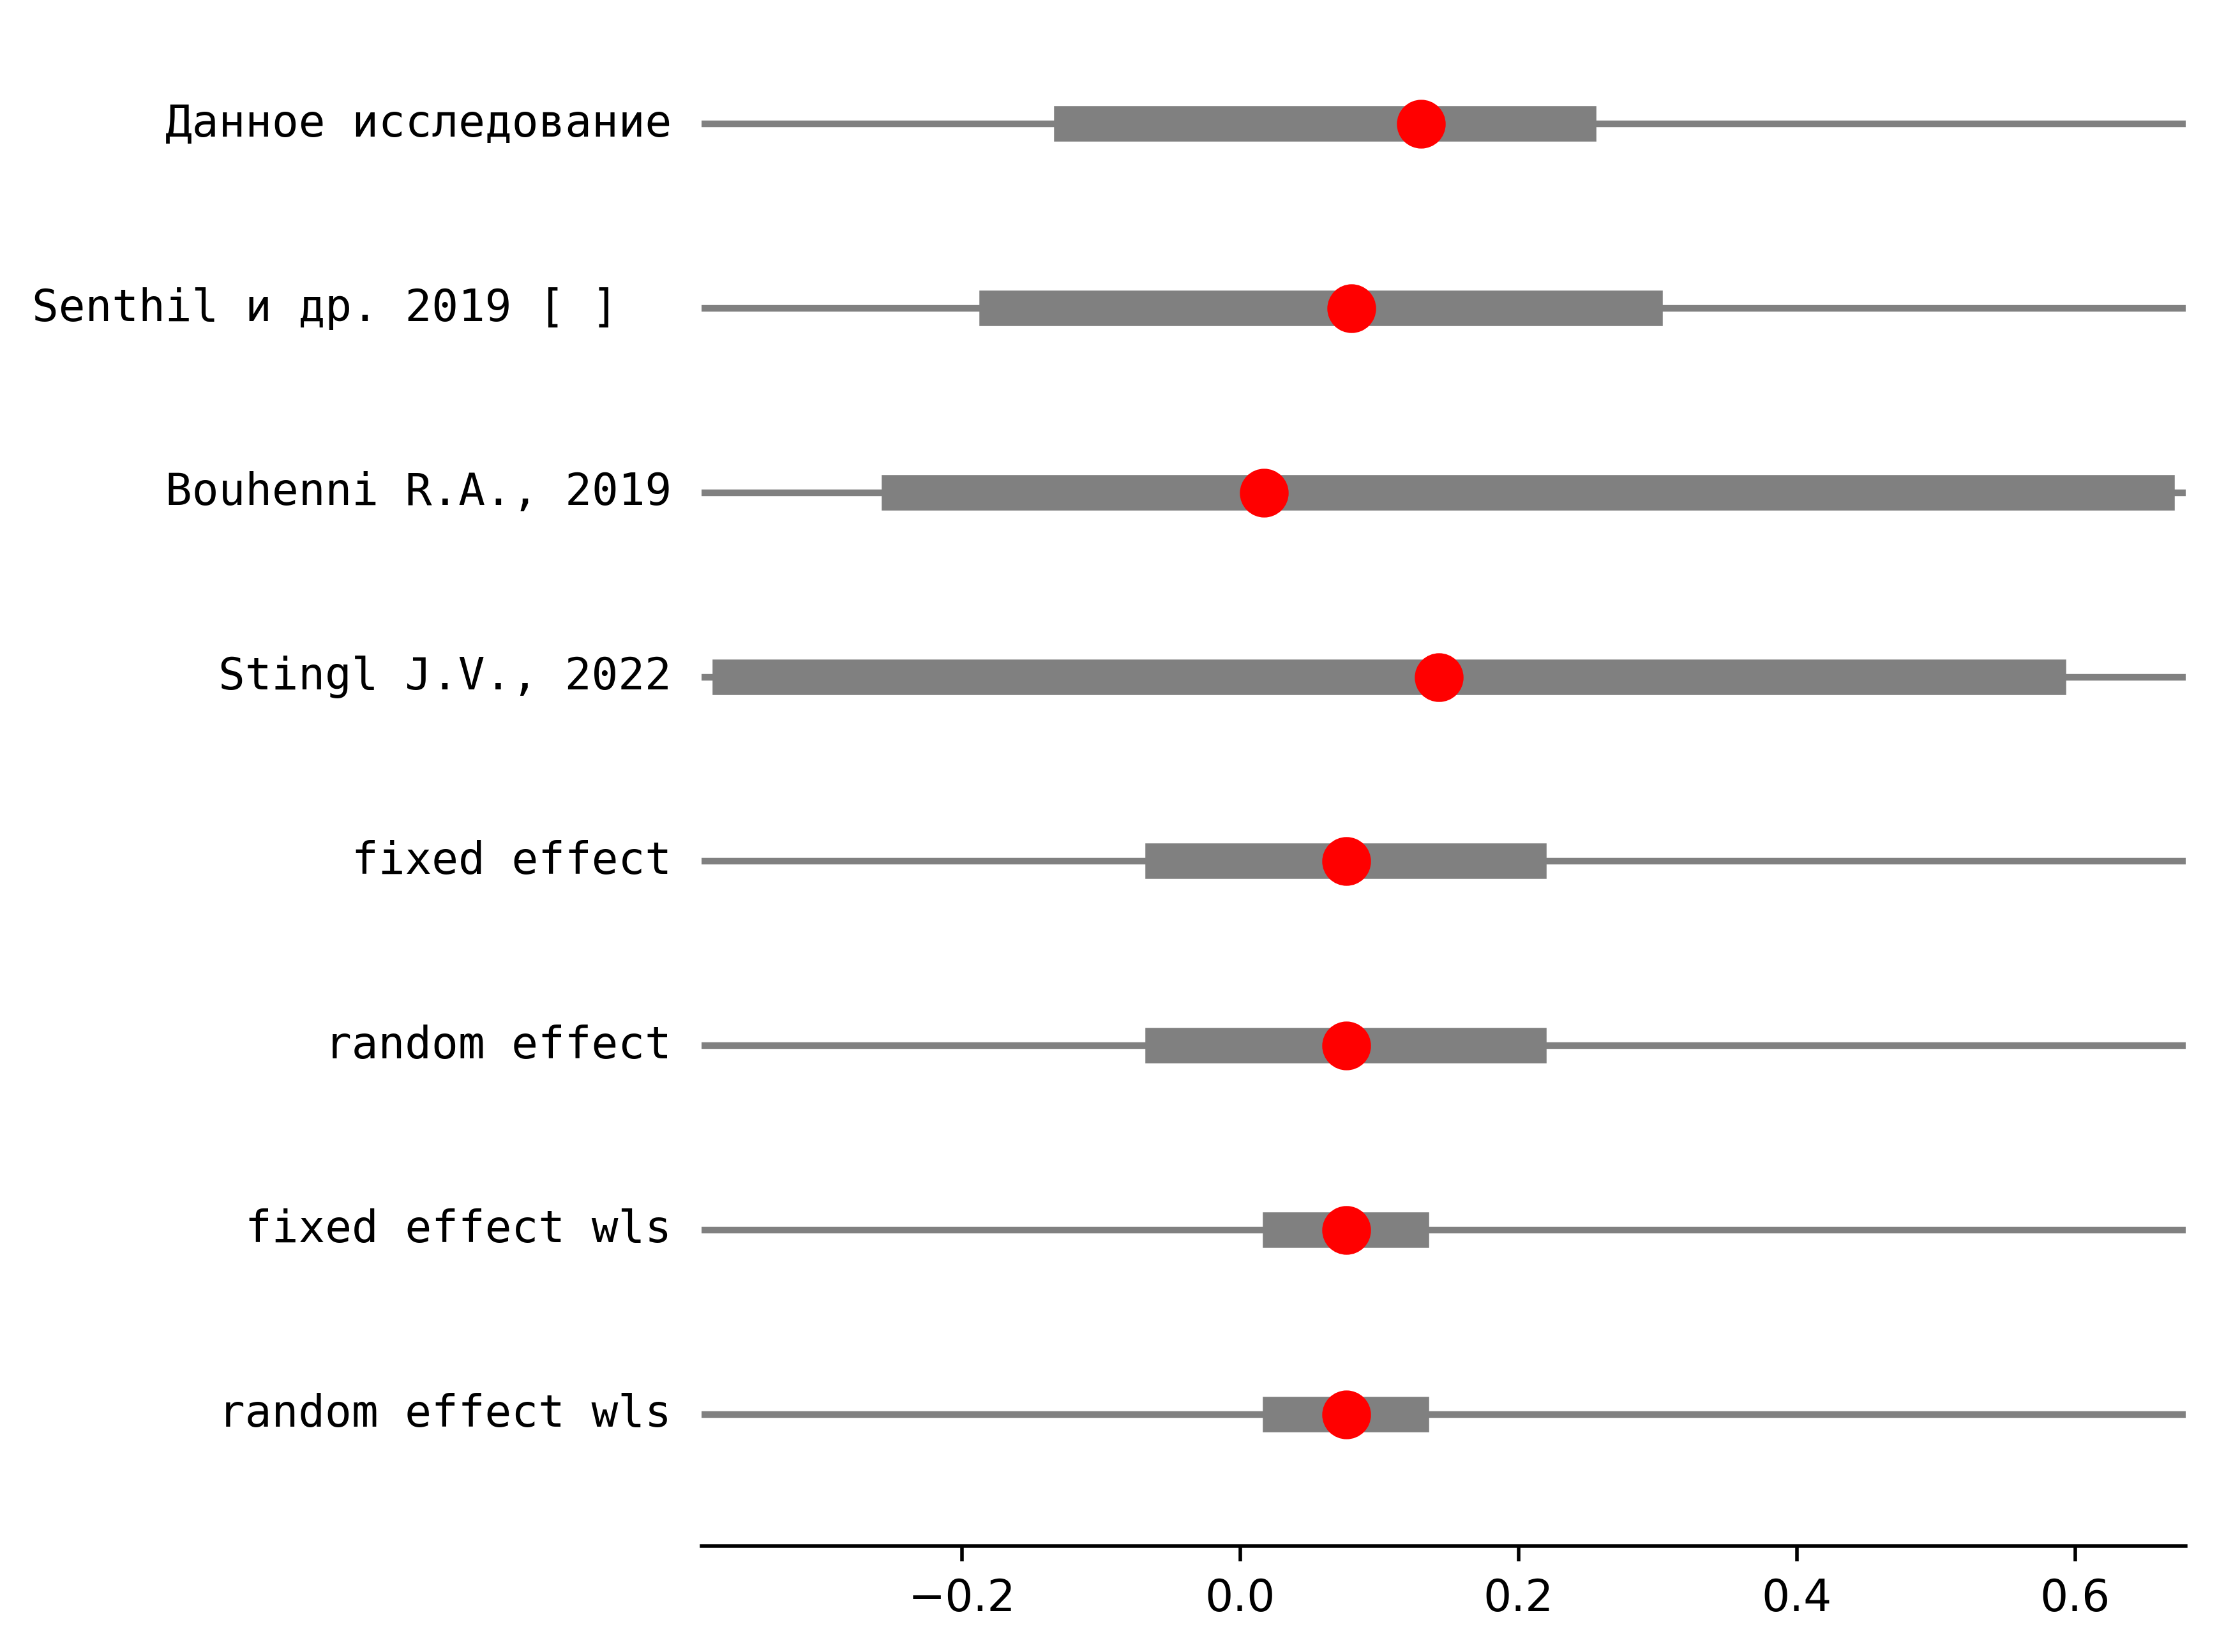 Данное исследование
Senthil и др. 2019 [ ]
Bouhenni R.A., 2019
Stingl J.V., 2022
fixed effect
random effect
fixed effect wls
random effect wls
−0.2 0.0 0.2 0.4 0.6